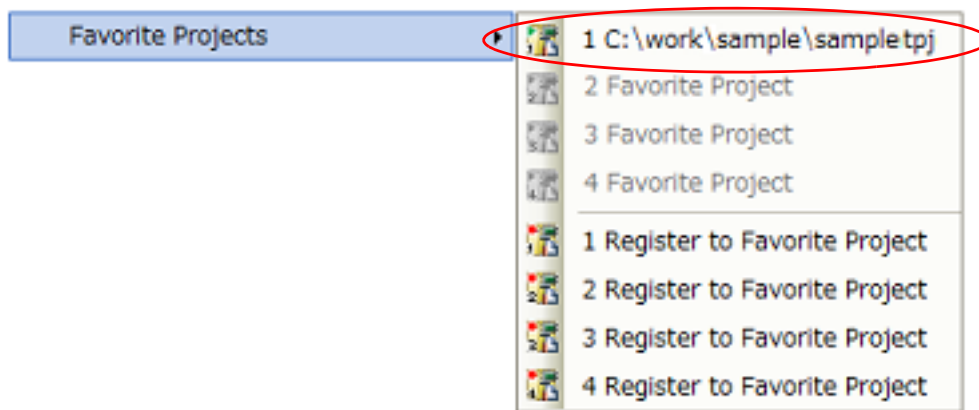 Favorite Projects
1 C:\work\sample\sample tpj
2 Favorite Project
3 Favorite Project
4 Favorite Project
1 Register to Favorite Project
2 Register to Favorite Project
3 Register to Favorite Project
4 Register to Favorite Project